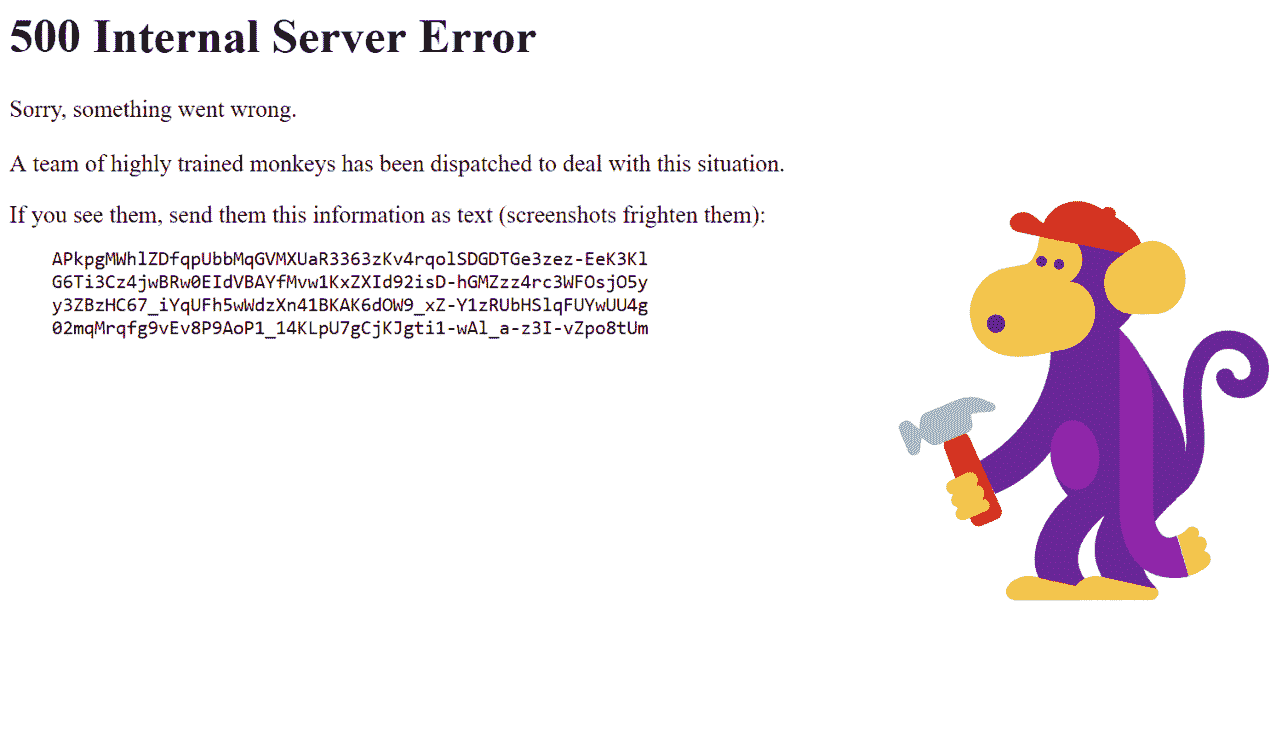 500 Internal Server Error
Sorry, something went wrong.
A team of highly trained monkeys has been dispatched to deal with this situation.
If you see them, send them this information as text (screenshots frighten them):
APkpgMWhlZDfqpUbbMqGVMXUaR3363zKv4rqolSDGDTGe3zez-EeK3Kl
G6Ti3Cz4jwBRw0EIdVBAYfMvw1KxZXId92isD-hGMZzz4rc3WFOsjO5y
y3ZBzHC67_iYqUFh5wWdzXn41BKAK6dOW9_xZ-Y1zRUbHSlqFUYwUU4g
02mqMrqfg9vEv8P9AoP1_14KLpU7gCjKJgti1-wAl_a-z3I-vZpo8tUm